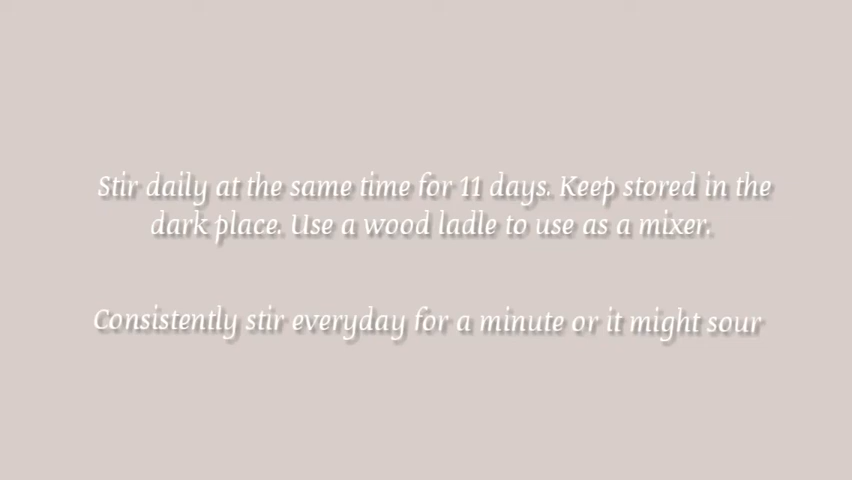 Stir daily at the same time for 11 days. Keep stored in the
dark place. Use a wood ladle to use as a mixer.
Consistently stir everyday for a minute or it might sour